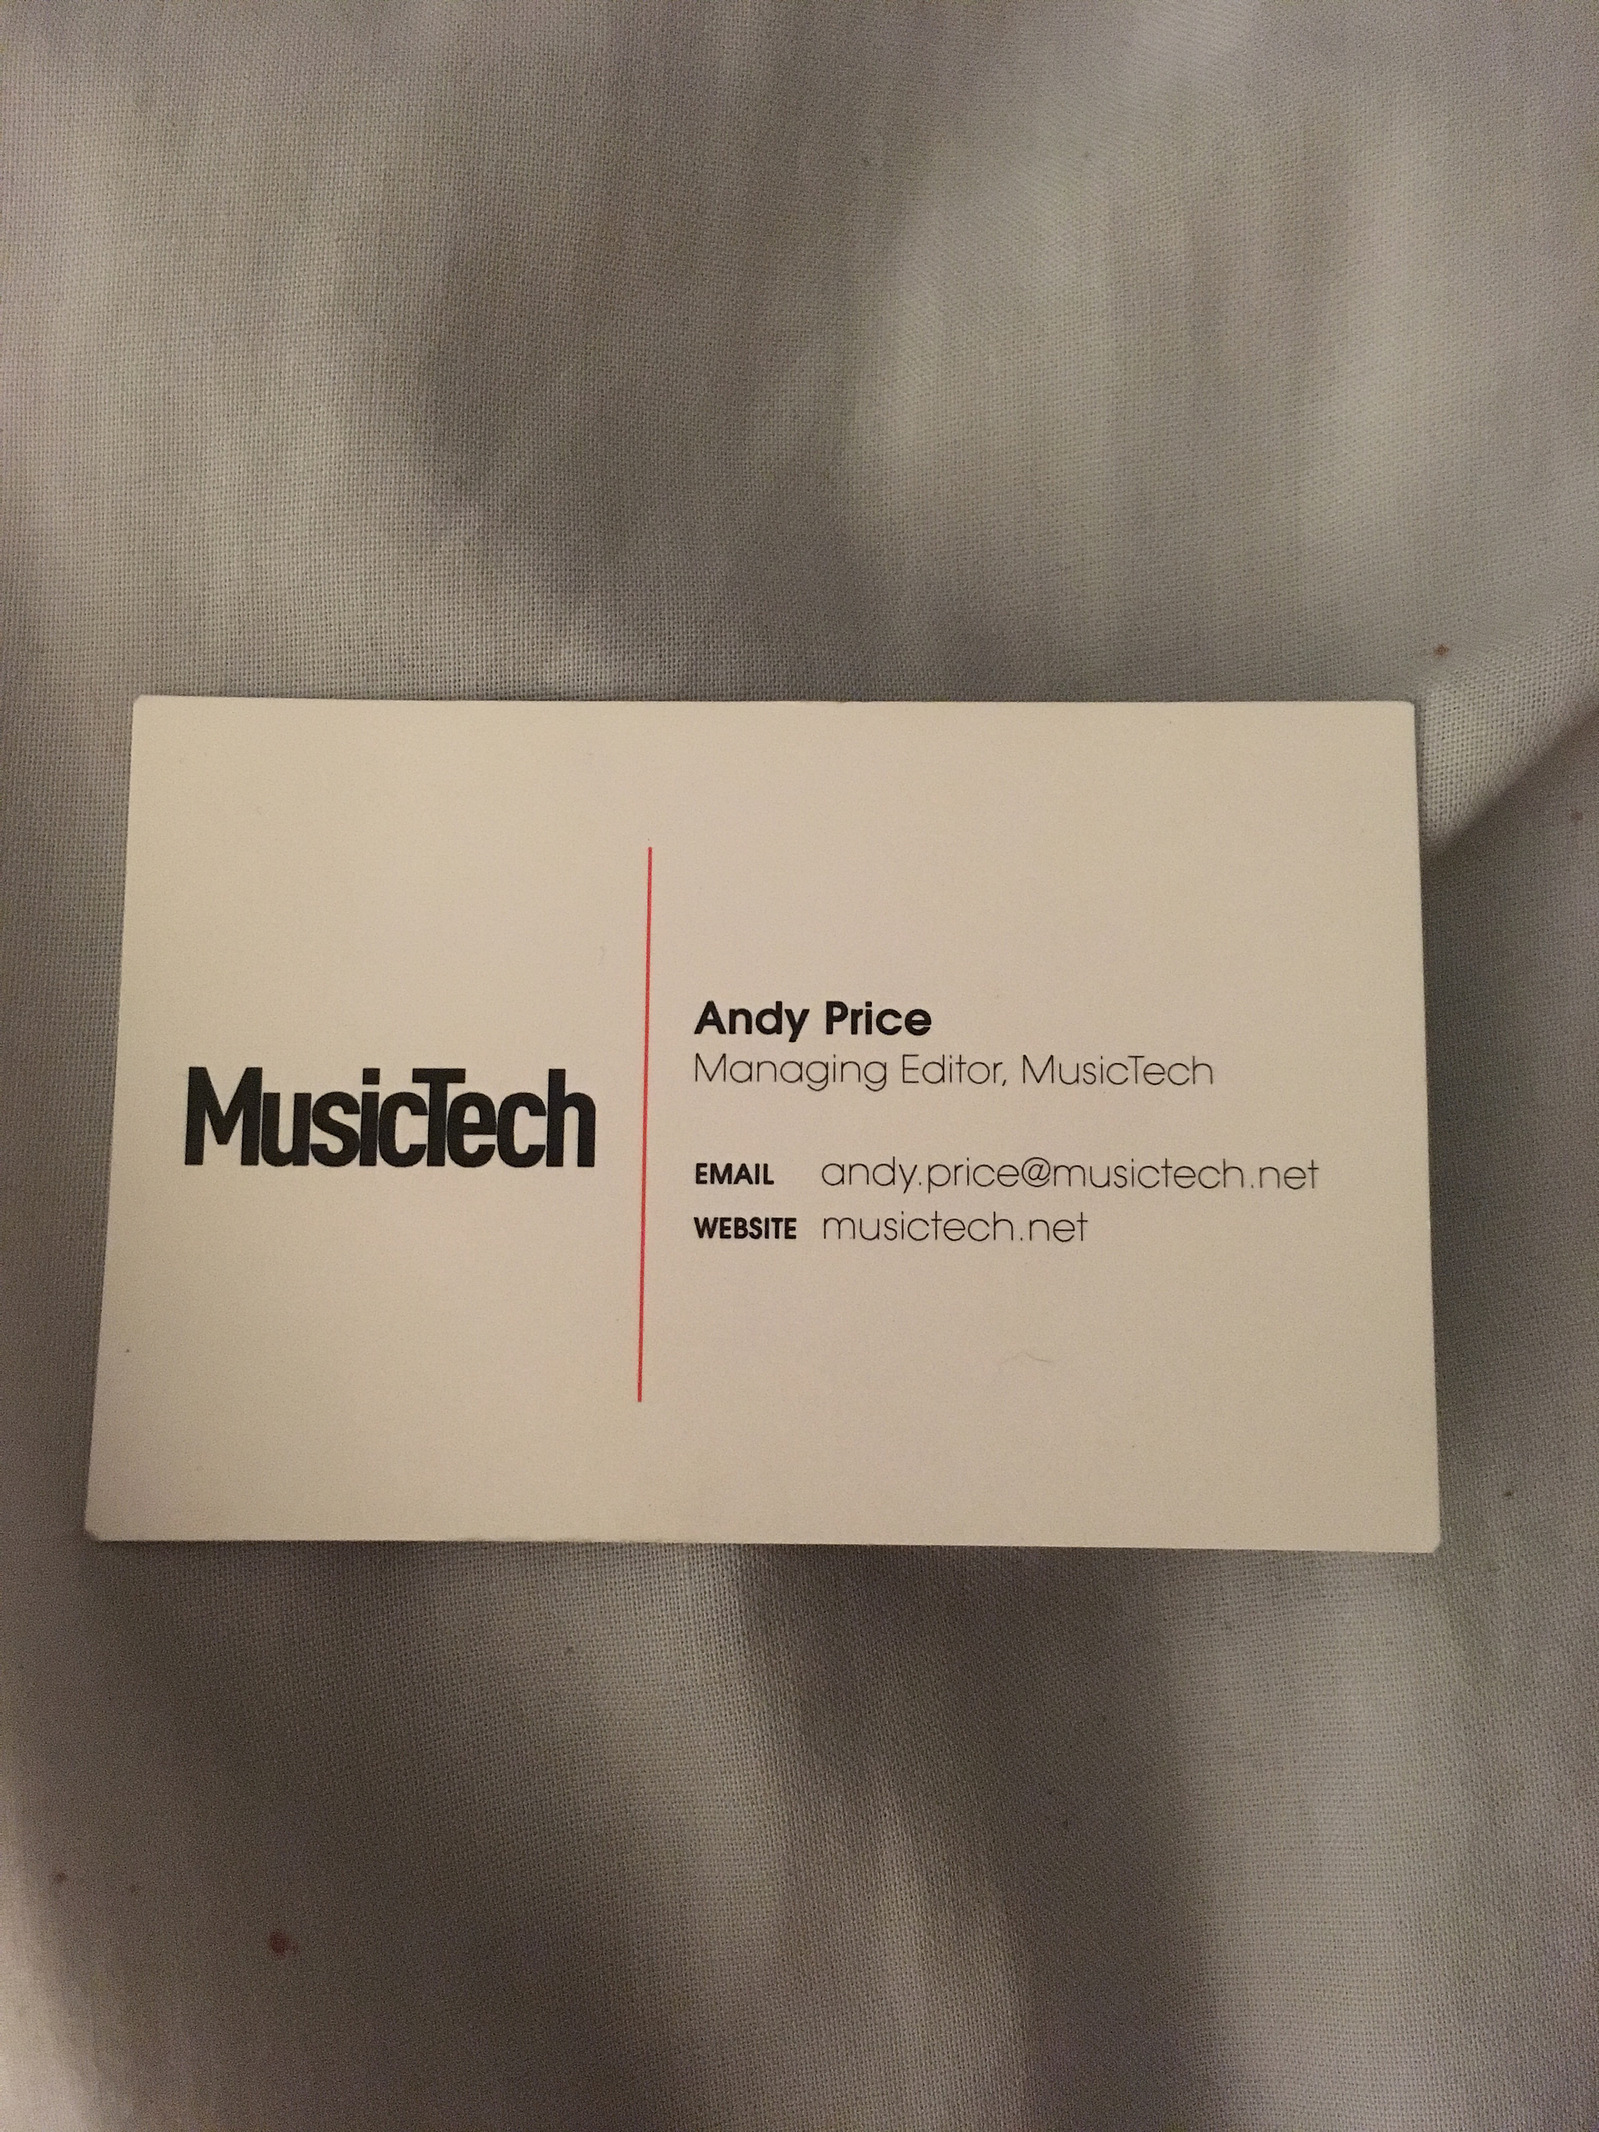 MusicTech
Andy Price
Managing Editor, MusicTech
EMAIL andy.price@musictech.net
WEBSITE musictech.net